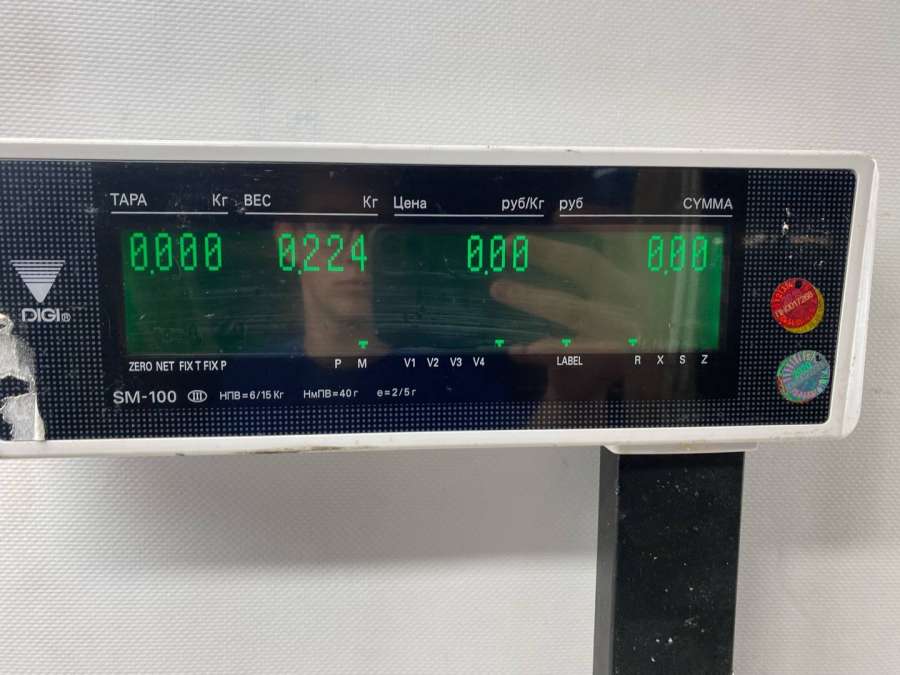 ТАРА Кг ВЕС Кг Цена руб/Кг руб СУММА
0.000 0.224 0.00 0.00
DIGI®
ZERO NET FIX T FIX P P M V1 V2 V3 V4 LABEL R X S Z
SM-100 III НПВ=6/15 Кг НмПВ=40 г e=2/5 г